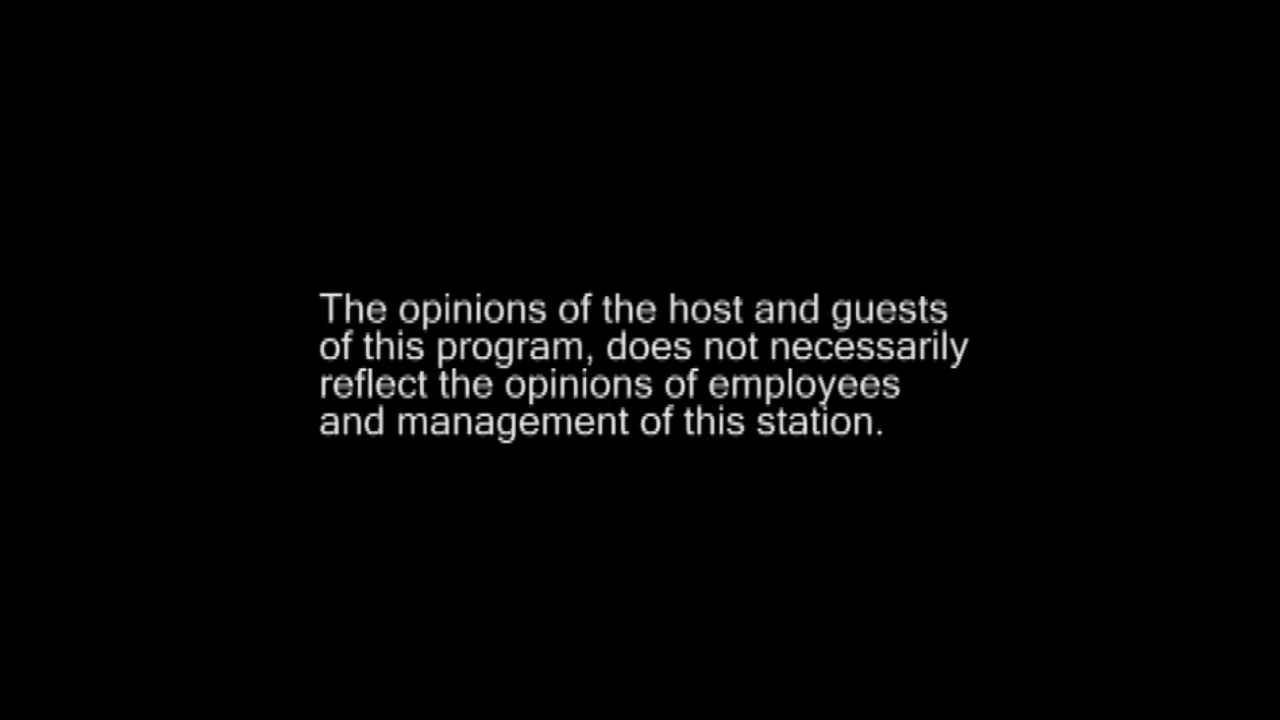 The opinions of the host and guests
of this program, does not necessarily
reflect the opinions of employees
and management of this station.